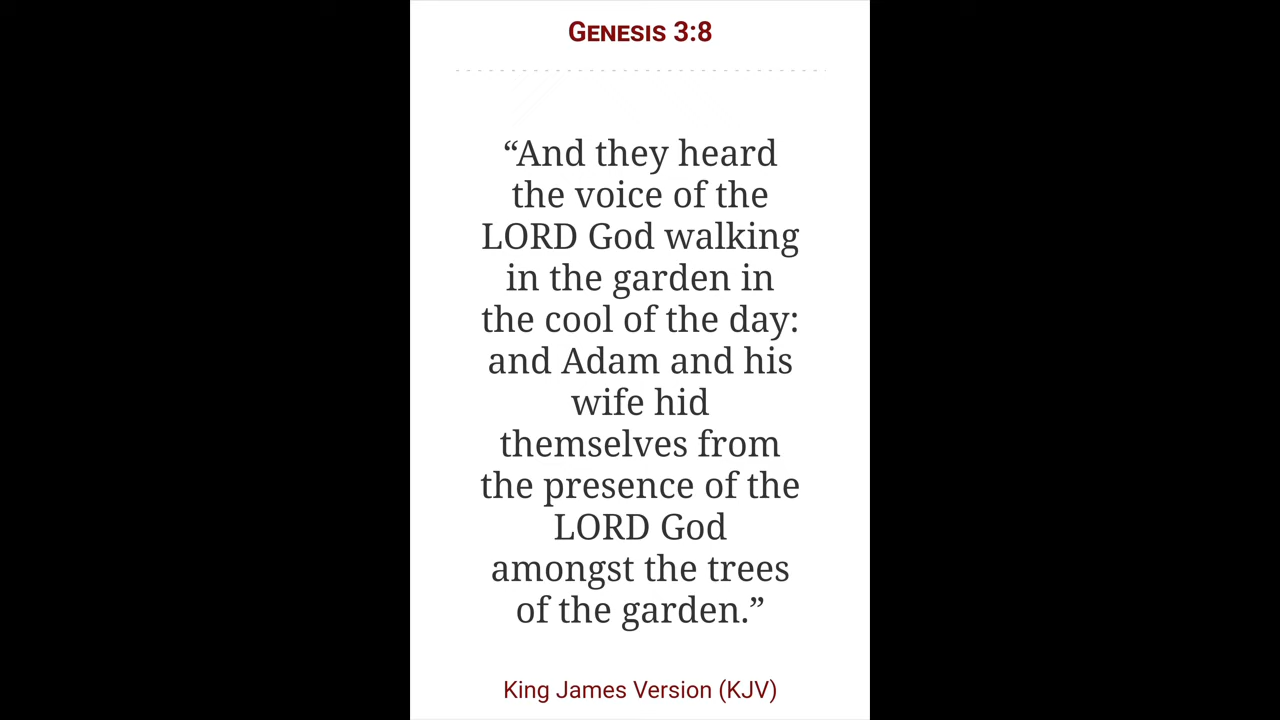 GENESIS 3:8
“And they heard
the voice of the
LORD God walking
in the garden in
the cool of the day:
and Adam and his
wife hid
themselves from
the presence of the
LORD God
amongst the trees
of the garden.”
King James Version (KJV)